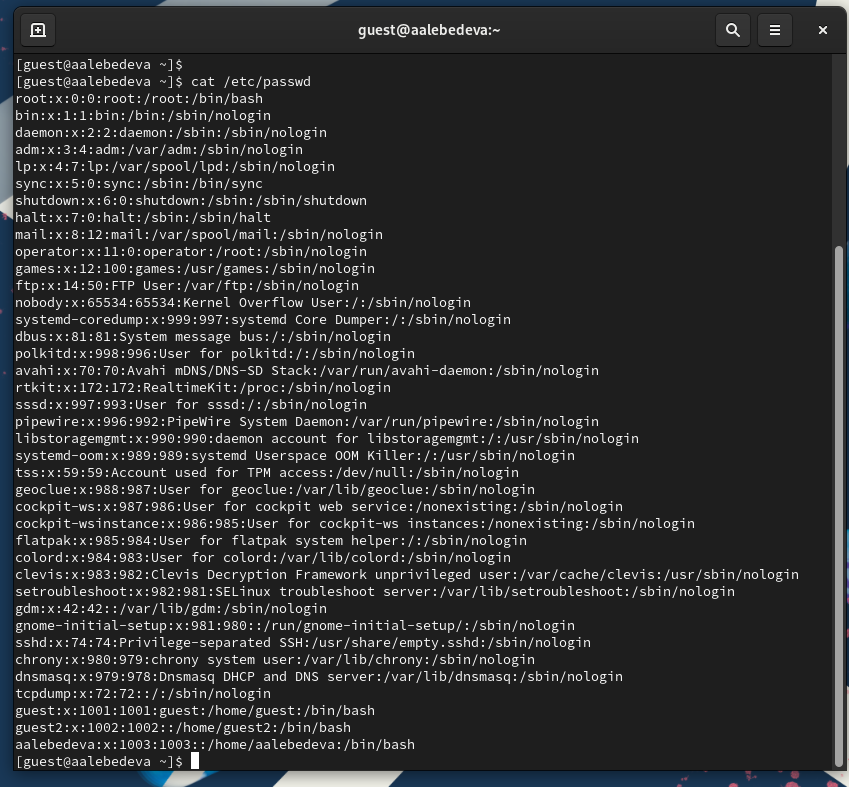 guest@aalebedeva:~
[guest@aalebedeva ~]$
[guest@aalebedeva ~]$ cat /etc/passwd
root:x:0:0:root:/root:/bin/bash
bin:x:1:1:bin:/bin:/sbin/nologin
daemon:x:2:2:daemon:/sbin:/sbin/nologin
adm:x:3:4:adm:/var/adm:/sbin/nologin
lp:x:4:7:lp:/var/spool/lpd:/sbin/nologin
sync:x:5:0:sync:/sbin:/bin/sync
shutdown:x:6:0:shutdown:/sbin:/sbin/shutdown
halt:x:7:0:halt:/sbin:/sbin/halt
mail:x:8:12:mail:/var/spool/mail:/sbin/nologin
operator:x:11:0:operator:/root:/sbin/nologin
games:x:12:100:games:/usr/games:/sbin/nologin
ftp:x:14:50:FTP User:/var/ftp:/sbin/nologin
nobody:x:65534:65534:Kernel Overflow User:/:/sbin/nologin
systemd-coredump:x:999:997:systemd Core Dumper:/:/sbin/nologin
dbus:x:81:81:System message bus:/:/sbin/nologin
polkitd:x:998:996:User for polkitd:/:/sbin/nologin
avahi:x:70:70:Avahi mDNS/DNS-SD Stack:/var/run/avahi-daemon:/sbin/nologin
rtkit:x:172:172:RealtimeKit:/proc:/sbin/nologin
sssd:x:997:993:User for sssd:/:/sbin/nologin
pipewire:x:996:992:PipeWire System Daemon:/var/run/pipewire:/sbin/nologin
libstoragemgmt:x:990:990:daemon account for libstoragemgmt:/:/usr/sbin/nologin
systemd-oom:x:989:989:systemd Userspace OOM Killer:/:/usr/sbin/nologin
tss:x:59:59:Account used for TPM access:/dev/null:/sbin/nologin
geoclue:x:988:987:User for geoclue:/var/lib/geoclue:/sbin/nologin
cockpit-ws:x:987:986:User for cockpit web service:/nonexisting:/sbin/nologin
cockpit-wsinstance:x:986:985:User for cockpit-ws instances:/nonexisting:/sbin/nologin
flatpak:x:985:984:User for flatpak system helper:/:/sbin/nologin
colord:x:984:983:User for colord:/var/lib/colord:/sbin/nologin
clevis:x:983:982:Clevis Decryption Framework unprivileged user:/var/cache/clevis:/usr/sbin/nologin
setroubleshoot:x:982:981:SELinux troubleshoot server:/var/lib/setroubleshoot:/sbin/nologin
gdm:x:42:42::/var/lib/gdm:/sbin/nologin
gnome-initial-setup:x:981:980::/run/gnome-initial-setup/:/sbin/nologin
sshd:x:74:74:Privilege-separated SSH:/usr/share/empty.sshd:/sbin/nologin
chrony:x:980:979:chrony system user:/var/lib/chrony:/sbin/nologin
dnsmasq:x:979:978:Dnsmasq DHCP and DNS server:/var/lib/dnsmasq:/sbin/nologin
tcpdump:x:72:72::/:/sbin/nologin
guest:x:1001:1001:guest:/home/guest:/bin/bash
guest2:x:1002:1002::/home/guest2:/bin/bash
aalebedeva:x:1003:1003::/home/aalebedeva:/bin/bash
[guest@aalebedeva ~]$